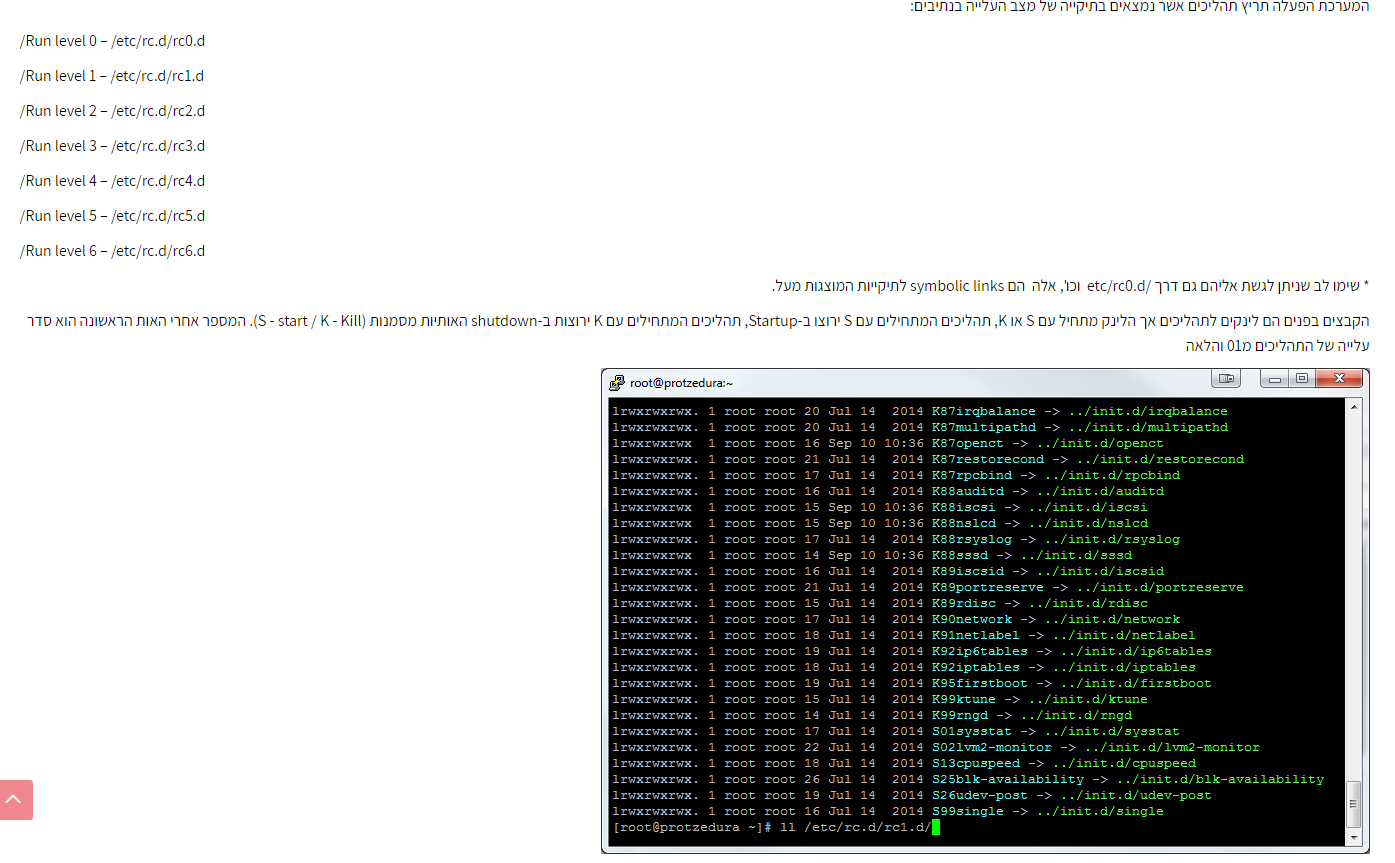 המערכת הפעלה תריץ תהליכים אשר נמצאים בתיקייה של מצב העלייה בנתיבים:
/Run level 0 – /etc/rc.d/rc0.d
/Run level 1 – /etc/rc.d/rc1.d
/Run level 2 – /etc/rc.d/rc2.d
/Run level 3 – /etc/rc.d/rc3.d
/Run level 4 – /etc/rc.d/rc4.d
/Run level 5 – /etc/rc.d/rc5.d
/Run level 6 – /etc/rc.d/rc6.d
* שימו לב שניתן לגשת אליהם גם דרך /etc/rc0.d וכו', אלה הם symbolic links לתיקייות המוצגות מעל.
הקבצים בפנים הם לינקים לתהליכים אך הלינק מתחיל עם S או K, תהליכים המתחילים עם S ירוצו ב-Startup, תהליכים המתחילים עם K ירוצות ב-shutdown האותיות מסמנות (S - start / K - Kill). המספר אחרי האות הראשונה הוא סדר
עלייה של התהליכים מ01 והלאה
root@protzedura:~
lrwxrwxrwx. 1 root root 20 Jul 14  2014 K87irqbalance -> ../init.d/irqbalance
lrwxrwxrwx. 1 root root 20 Jul 14  2014 K87multipathd -> ../init.d/multipathd
lrwxrwxrwx  1 root root 16 Sep 10 10:36 K87openct -> ../init.d/openct
lrwxrwxrwx. 1 root root 21 Jul 14  2014 K87restorecond -> ../init.d/restorecond
lrwxrwxrwx. 1 root root 17 Jul 14  2014 K87rpcbind -> ../init.d/rpcbind
lrwxrwxrwx. 1 root root 16 Jul 14  2014 K88auditd -> ../init.d/auditd
lrwxrwxrwx  1 root root 15 Sep 10 10:36 K88iscsi -> ../init.d/iscsi
lrwxrwxrwx  1 root root 15 Sep 10 10:36 K88nslcd -> ../init.d/nslcd
lrwxrwxrwx. 1 root root 17 Jul 14  2014 K88rsyslog -> ../init.d/rsyslog
lrwxrwxrwx  1 root root 14 Sep 10 10:36 K88sssd -> ../init.d/sssd
lrwxrwxrwx. 1 root root 16 Jul 14  2014 K89iscsid -> ../init.d/iscsid
lrwxrwxrwx. 1 root root 21 Jul 14  2014 K89portreserve -> ../init.d/portreserve
lrwxrwxrwx. 1 root root 15 Jul 14  2014 K89rdisc -> ../init.d/rdisc
lrwxrwxrwx. 1 root root 17 Jul 14  2014 K90network -> ../init.d/network
lrwxrwxrwx. 1 root root 18 Jul 14  2014 K91netlabel -> ../init.d/netlabel
lrwxrwxrwx. 1 root root 19 Jul 14  2014 K92ip6tables -> ../init.d/ip6tables
lrwxrwxrwx. 1 root root 18 Jul 14  2014 K92iptables -> ../init.d/iptables
lrwxrwxrwx. 1 root root 19 Jul 14  2014 K95firstboot -> ../init.d/firstboot
lrwxrwxrwx. 1 root root 15 Jul 14  2014 K99ktune -> ../init.d/ktune
lrwxrwxrwx. 1 root root 14 Jul 14  2014 K99rngd -> ../init.d/rngd
lrwxrwxrwx. 1 root root 17 Jul 14  2014 S01sysstat -> ../init.d/sysstat
lrwxrwxrwx. 1 root root 22 Jul 14  2014 S02lvm2-monitor -> ../init.d/lvm2-monitor
lrwxrwxrwx. 1 root root 18 Jul 14  2014 S13cpuspeed -> ../init.d/cpuspeed
lrwxrwxrwx. 1 root root 26 Jul 14  2014 S25blk-availability -> ../init.d/blk-availability
lrwxrwxrwx. 1 root root 19 Jul 14  2014 S26udev-post -> ../init.d/udev-post
lrwxrwxrwx. 1 root root 16 Jul 14  2014 S99single -> ../init.d/single
[root@protzedura ~]# ll /etc/rc.d/rc1.d/